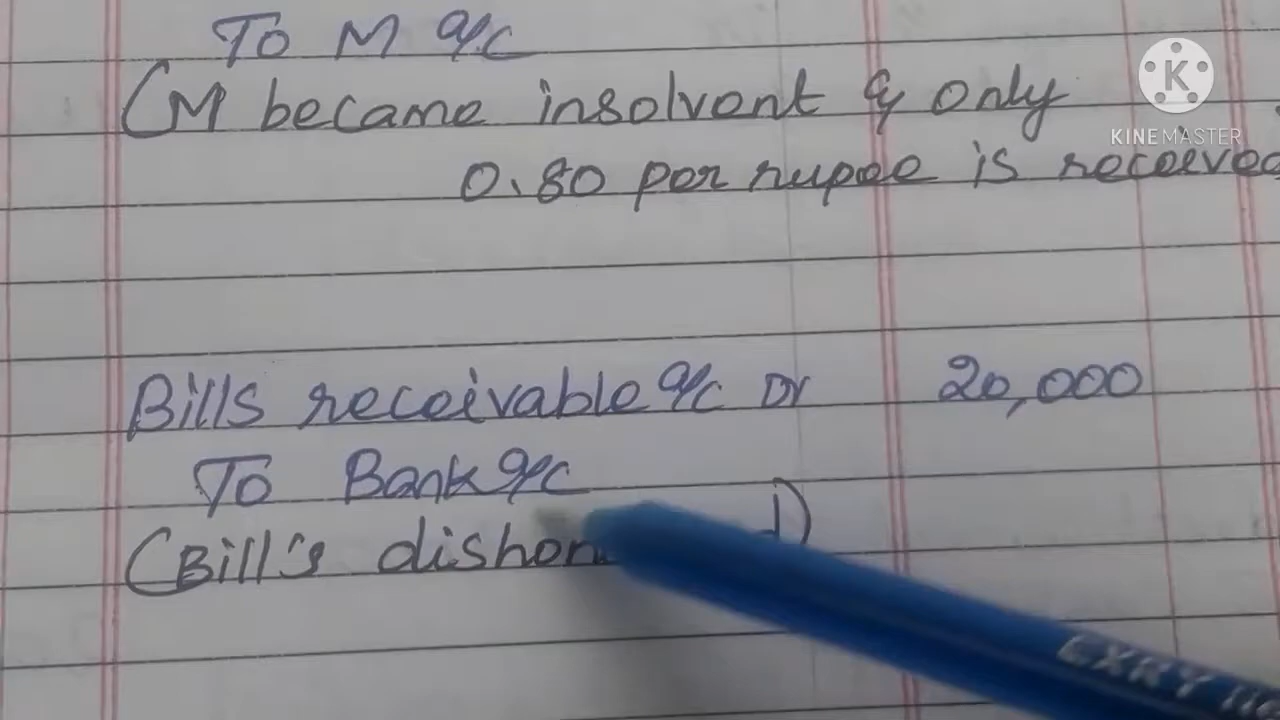 To M a/c
(M became insolvent & only
0.80 per rupee is received
Bills receivable a/c Dr 20,000
To Bank a/c
(Bill's dishon d)
K
KINEMASTER
EXRY